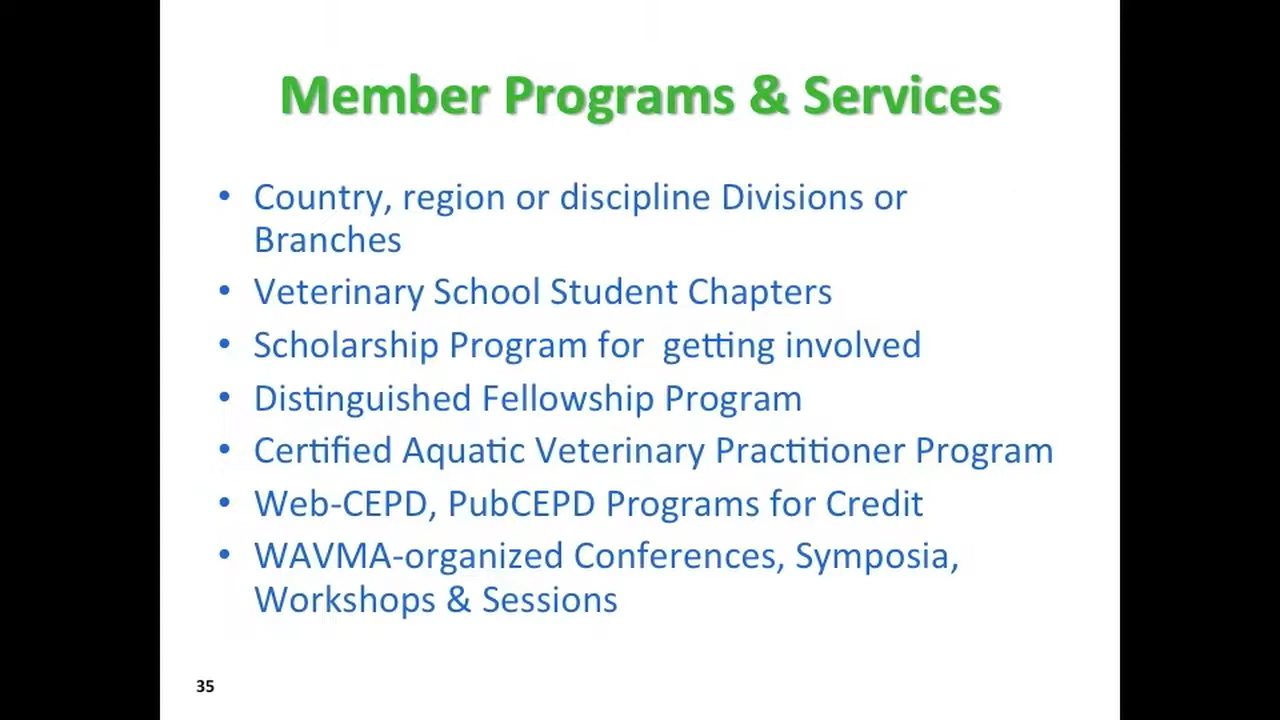 Member Programs & Services
• Country, region or discipline Divisions or
Branches
• Veterinary School Student Chapters
• Scholarship Program for  getting involved
• Distinguished Fellowship Program
• Certified Aquatic Veterinary Practitioner Program
• Web-CEPD, PubCEPD Programs for Credit
• WAVMA-organized Conferences, Symposia,
Workshops & Sessions
35